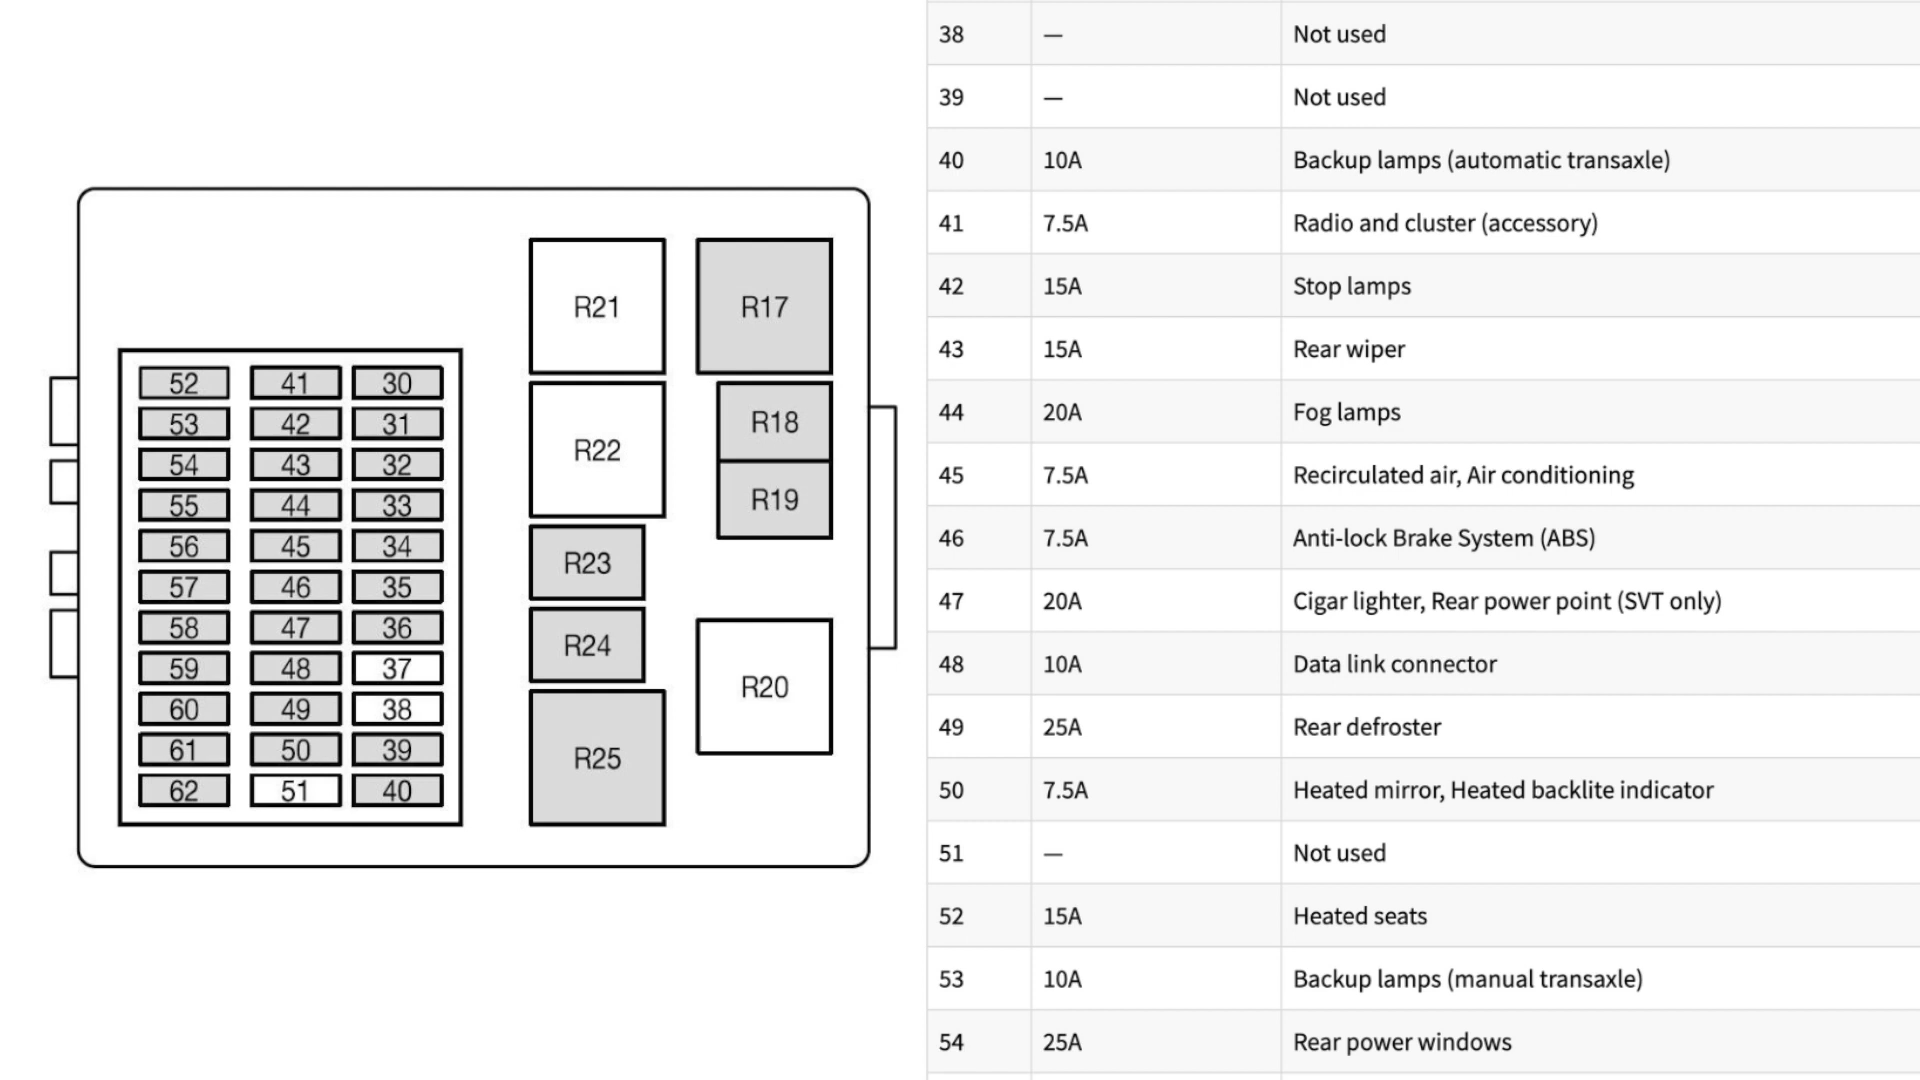 R21 R17
52 41 30
53 42 31
R18
R22
54 43 32
55 44 33
R19
56 45 34
R23
57 46 35
58 47 36
R24
59 48 37
R20
60 49 38
61 50 39
R25
62 51 40
38 — Not used
39 — Not used
40 10A Backup lamps (automatic transaxle)
41 7.5A Radio and cluster (accessory)
42 15A Stop lamps
43 15A Rear wiper
44 20A Fog lamps
45 7.5A Recirculated air, Air conditioning
46 7.5A Anti-lock Brake System (ABS)
47 20A Cigar lighter, Rear power point (SVT only)
48 10A Data link connector
49 25A Rear defroster
50 7.5A Heated mirror, Heated backlite indicator
51 — Not used
52 15A Heated seats
53 10A Backup lamps (manual transaxle)
54 25A Rear power windows